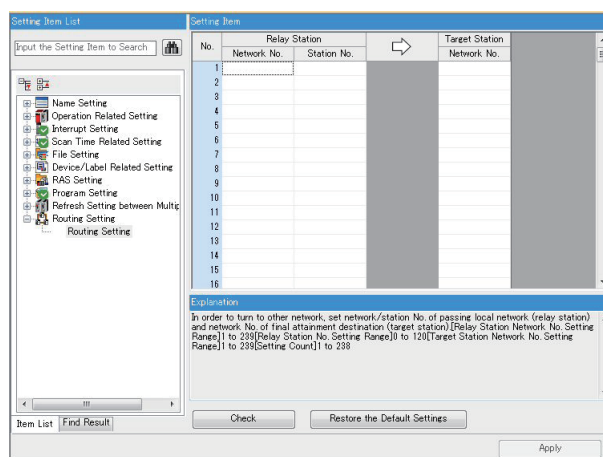 Setting Item List
Input the Setting Item to Search
Name Setting
Operation Related Setting
Interrupt Setting
Scan Time Related Setting
File Setting
Device/Label Related Setting
RAS Setting
Program Setting
Refresh Setting between Multip
Routing Setting
Routing Setting
Item List
Find Result
Setting Item
No.
Relay Station
Target Station
Network No.
Station No.
Network No.
1
2
3
4
5
6
7
8
9
10
11
12
13
14
15
16
Explanation
In order to turn to other network, set network/station No. of passing local network (relay station)
and network No. of final attainment destination (target station).[Relay Station Network No. Setting
Range]1 to 239[Relay Station No. Setting Range]0 to 120[Target Station Network No. Setting
Range]1 to 239[Setting Count]1 to 238
Check
Restore the Default Settings
Apply